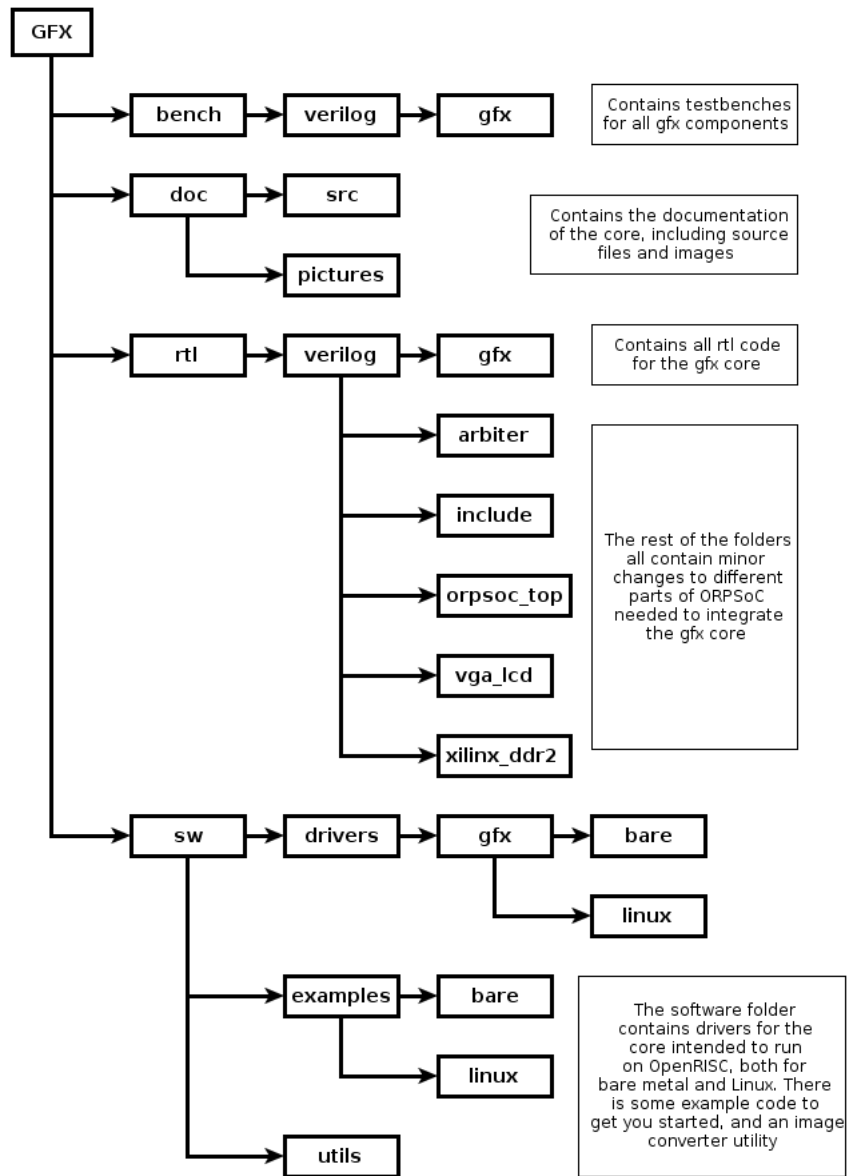 GFX
bench
verilog
gfx
Contains testbenches
for all gfx components
doc
src
Contains the documentation
of the core, including source
files and images
pictures
rtl
verilog
gfx
Contains all rtl code
for the gfx core
arbiter
include
orpsoc_top
vga_lcd
xilinx_ddr2
The rest of the folders
all contain minor
changes to different
parts of ORPSoC
needed to integrate
the gfx core
sw
drivers
gfx
bare
linux
examples
bare
linux
utils
The software folder
contains drivers for the
core intended to run
on OpenRISC, both for
bare metal and Linux. There
is some example code to
get you started, and an image
converter utility